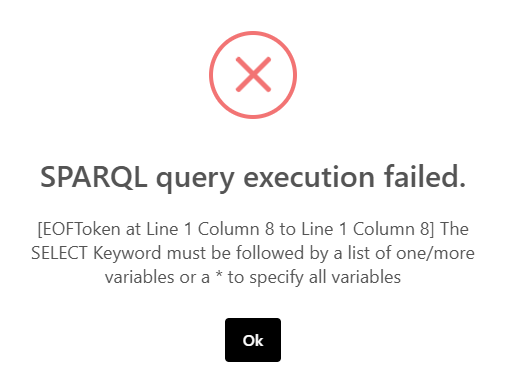 SPARQL query execution failed.
[EOFToken at Line 1 Column 8 to Line 1 Column 8] The
SELECT Keyword must be followed by a list of one/more
variables or a * to specify all variables
Ok